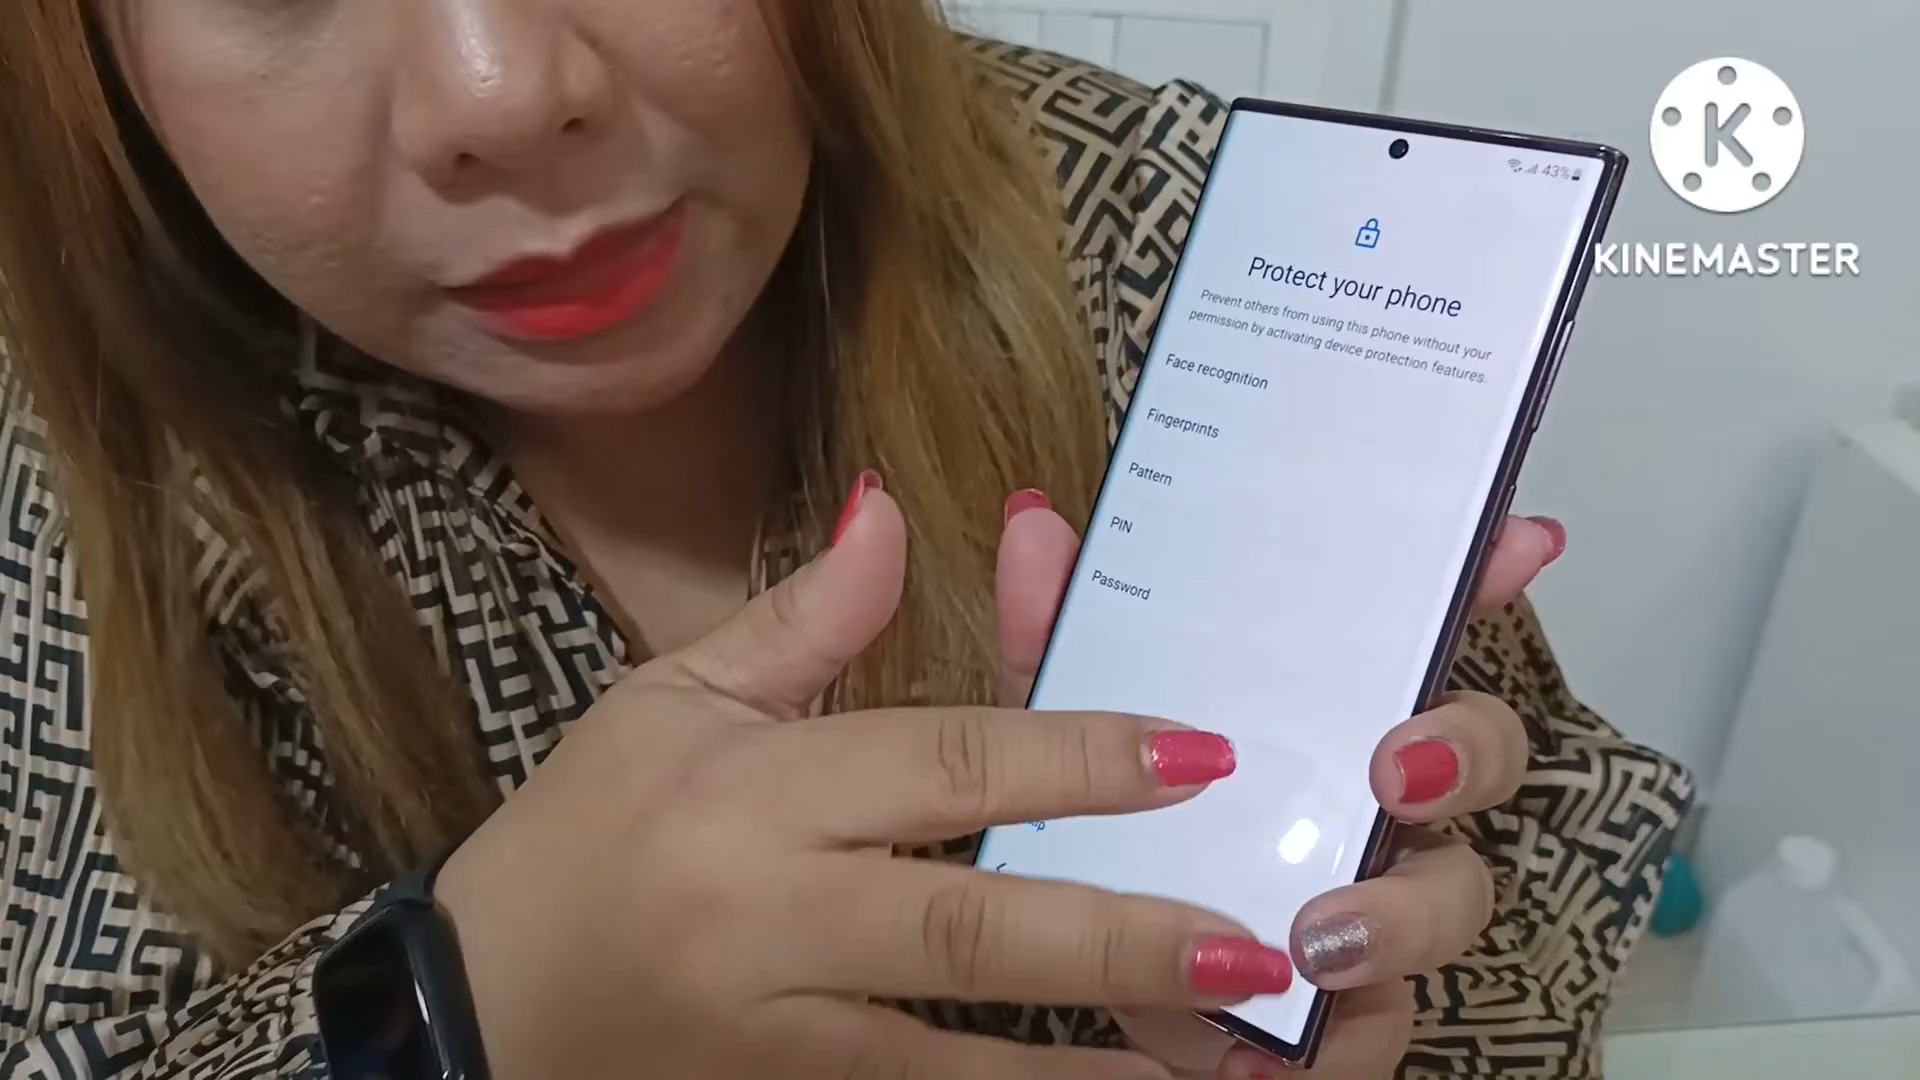 K
KINEMASTER
43%
Protect your phone
Prevent others from using this phone without your
permission by activating device protection features.
Face recognition
Fingerprints
Pattern
PIN
Password